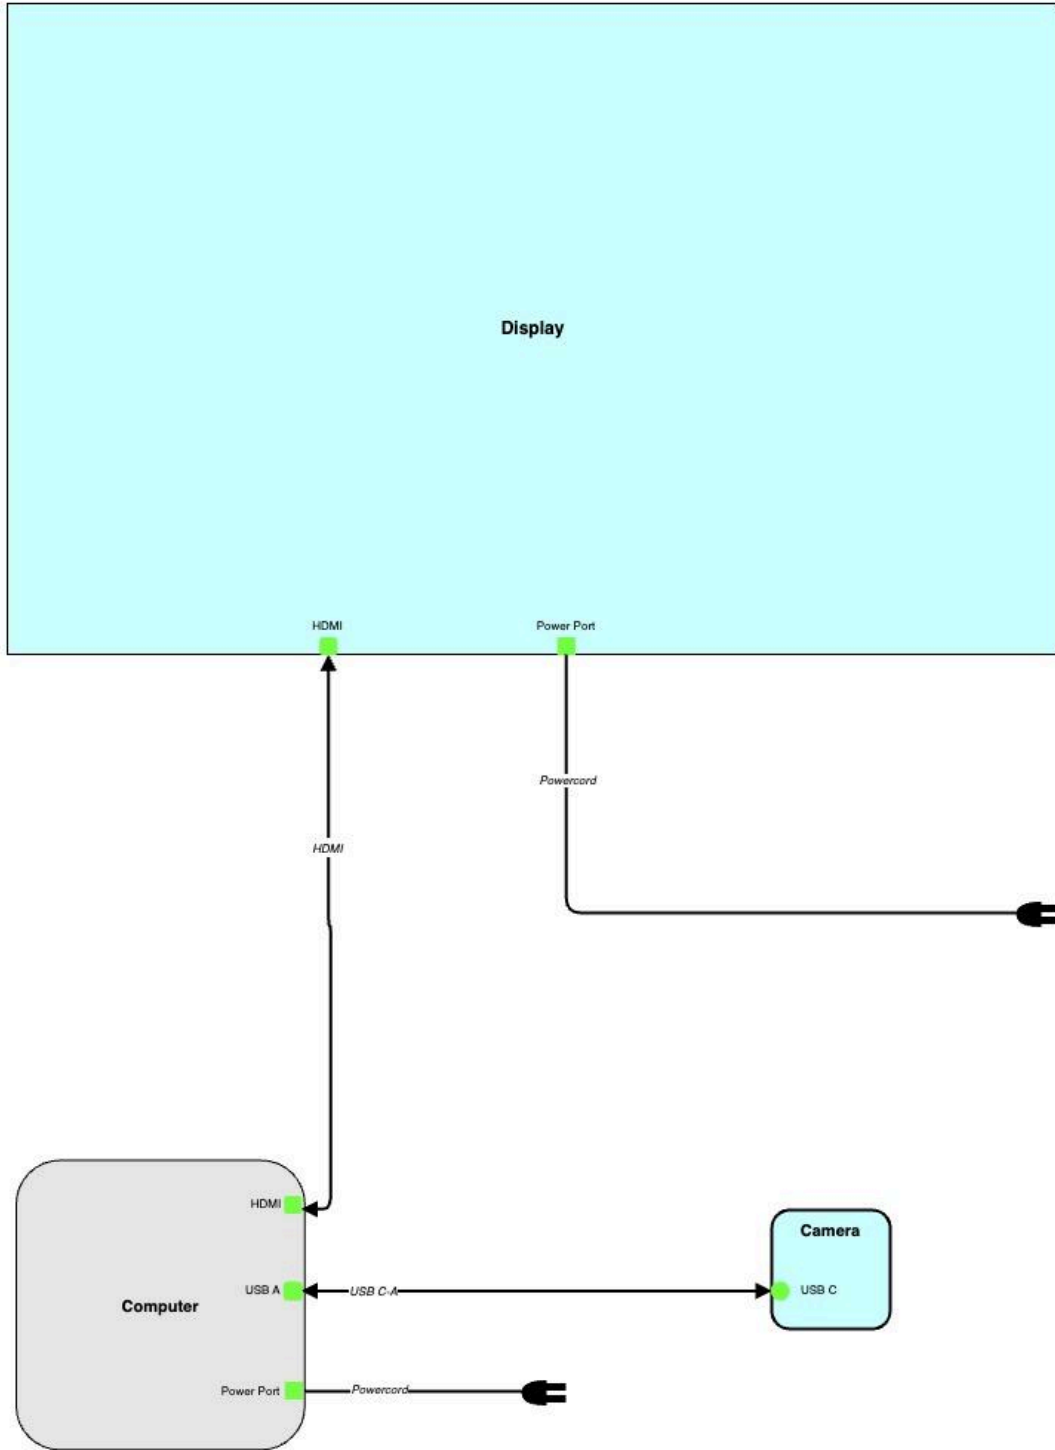 Display
HDMI
Power Port
Powercord
HDMI
HDMI
Camera
USB A
USB C-A
USB C
Computer
Power Port
Powercord